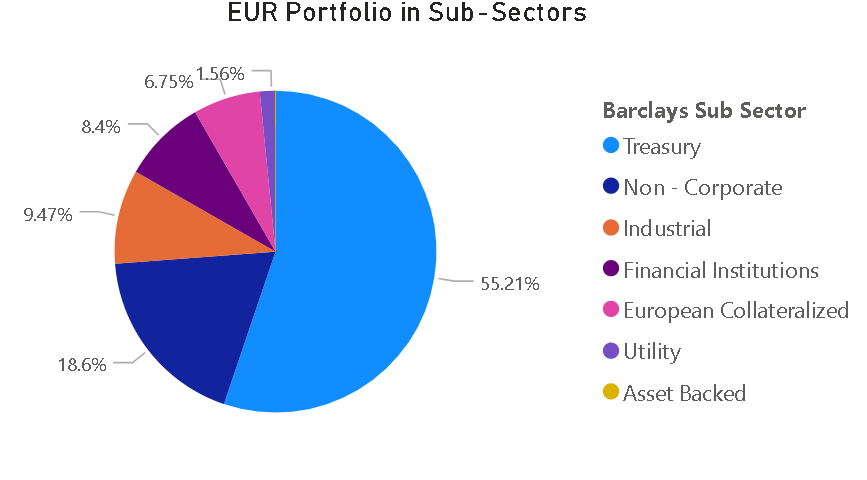 EUR Portfolio in Sub-Sectors
1.56%
6.75%
8.4%
9.47%
18.6%
55.21%
Barclays Sub Sector
Treasury
Non - Corporate
Industrial
Financial Institutions
European Collateralized
Utility
Asset Backed